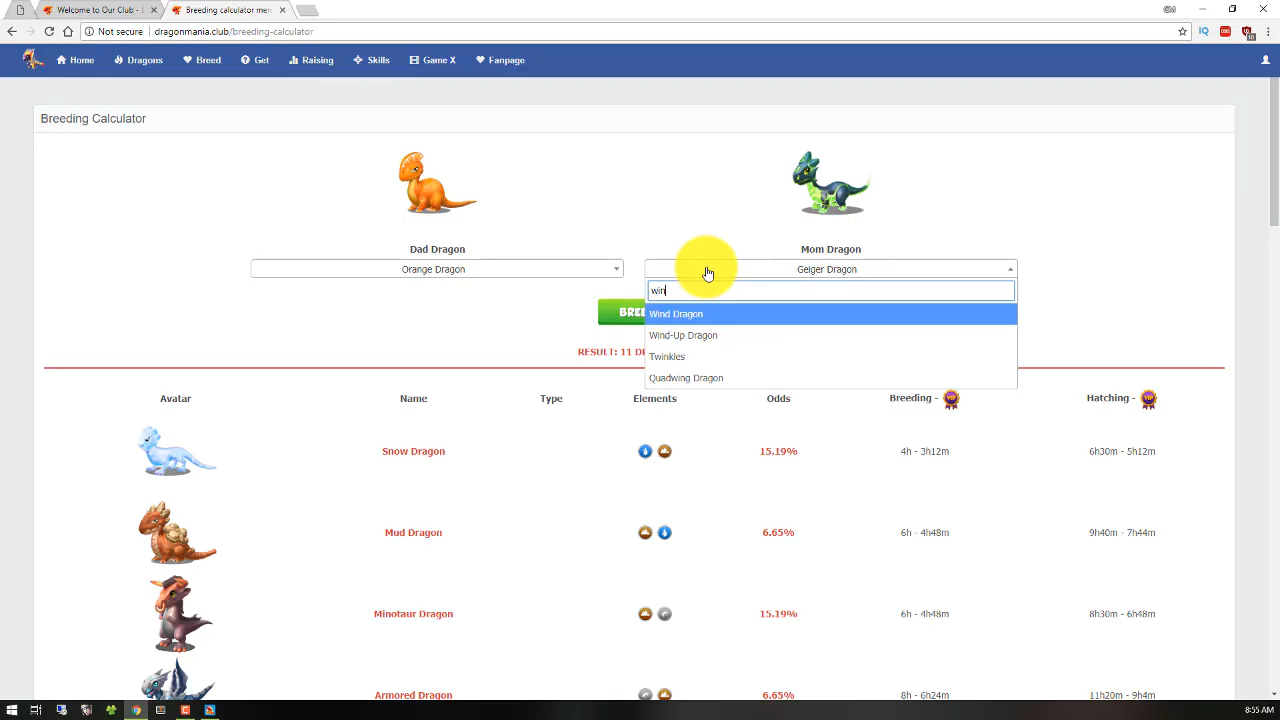 Welcome to Our Club - D
Breeding calculator merg
Not secure
dragonmania.club/breeding-calculator
Home
Dragons
Breed
Get
Raising
Skills
Game X
Fanpage
Breeding Calculator
Dad Dragon
Mom Dragon
Orange Dragon
Geiger Dragon
win
Wind Dragon
Wind-Up Dragon
Twinkles
Quadwing Dragon
BREE
RESULT: 11 D
Avatar
Name
Type
Elements
Odds
Breeding - VIP
Hatching - VIP
Snow Dragon
15.19%
4h - 3h12m
6h30m - 5h12m
Mud Dragon
6.65%
6h - 4h48m
9h40m - 7h44m
Minotaur Dragon
15.19%
6h - 4h48m
8h30m - 6h48m
Armored Dragon
6.65%
8h - 6h24m
11h20m - 9h4m
8:55 AM